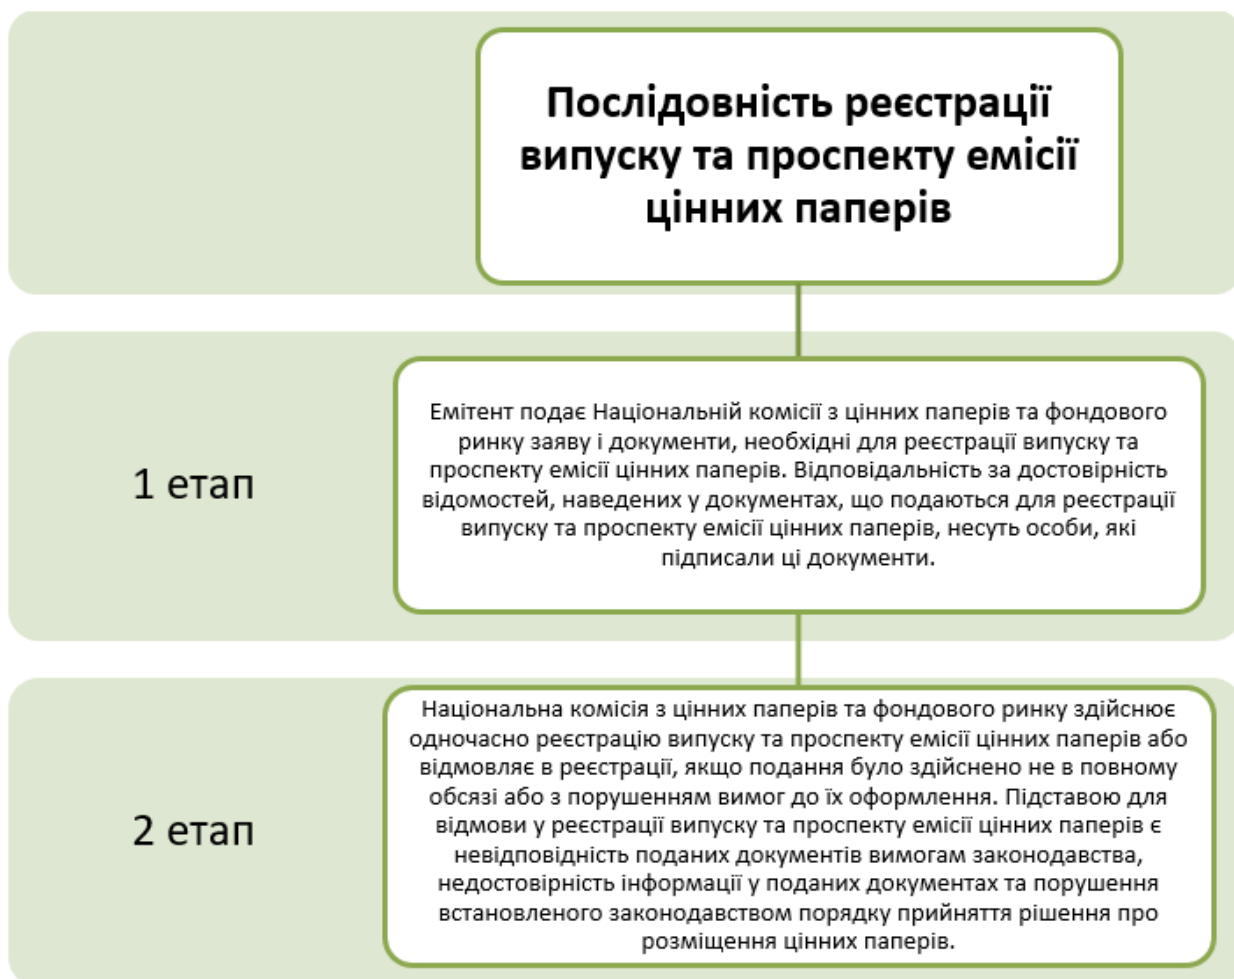 Послідовність реєстрації
випуску та проспекту емісії
цінних паперів
1 етап
Емітент подає Національній комісії з цінних паперів та фондового
ринку заяву і документи, необхідні для реєстрації випуску та
проспекту емісії цінних паперів. Відповідальність за достовірність
відомостей, наведених у документах, що подаються для реєстрації
випуску та проспекту емісії цінних паперів, несуть особи, які
підписали ці документи.
2 етап
Національна комісія з цінних паперів та фондового ринку здійснює
одночасно реєстрацію випуску та проспекту емісії цінних паперів або
відмовляє в реєстрації, якщо подання було здійснено не в повному
обсязі або з порушенням вимог до їх оформлення. Підставою для
відмови у реєстрації випуску та проспекту емісії цінних паперів є
невідповідність поданих документів вимогам законодавства,
недостовірність інформації у поданих документах та порушення
встановленого законодавством порядку прийняття рішення про
розміщення цінних паперів.